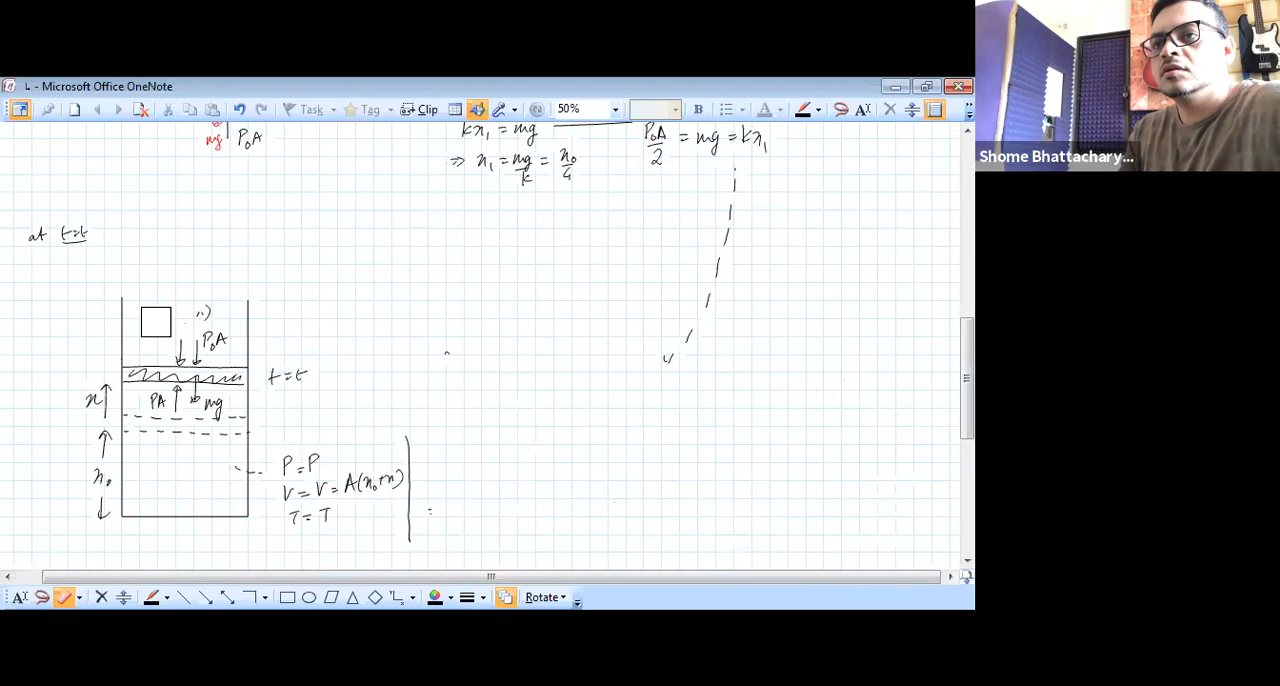 L - Microsoft Office OneNote
Task Tag Clip 50% B A A
mg P₀A
kx₁ = mg
⇒ x₁ = mg/k = x₀/4
P₀A/2 = mg = kx₁
at t=t
P₀A
t=t
x PA mg
x₀
P = P
V = V = A(x₀+x)
T = T
Rotate
Shome Bhattachary...